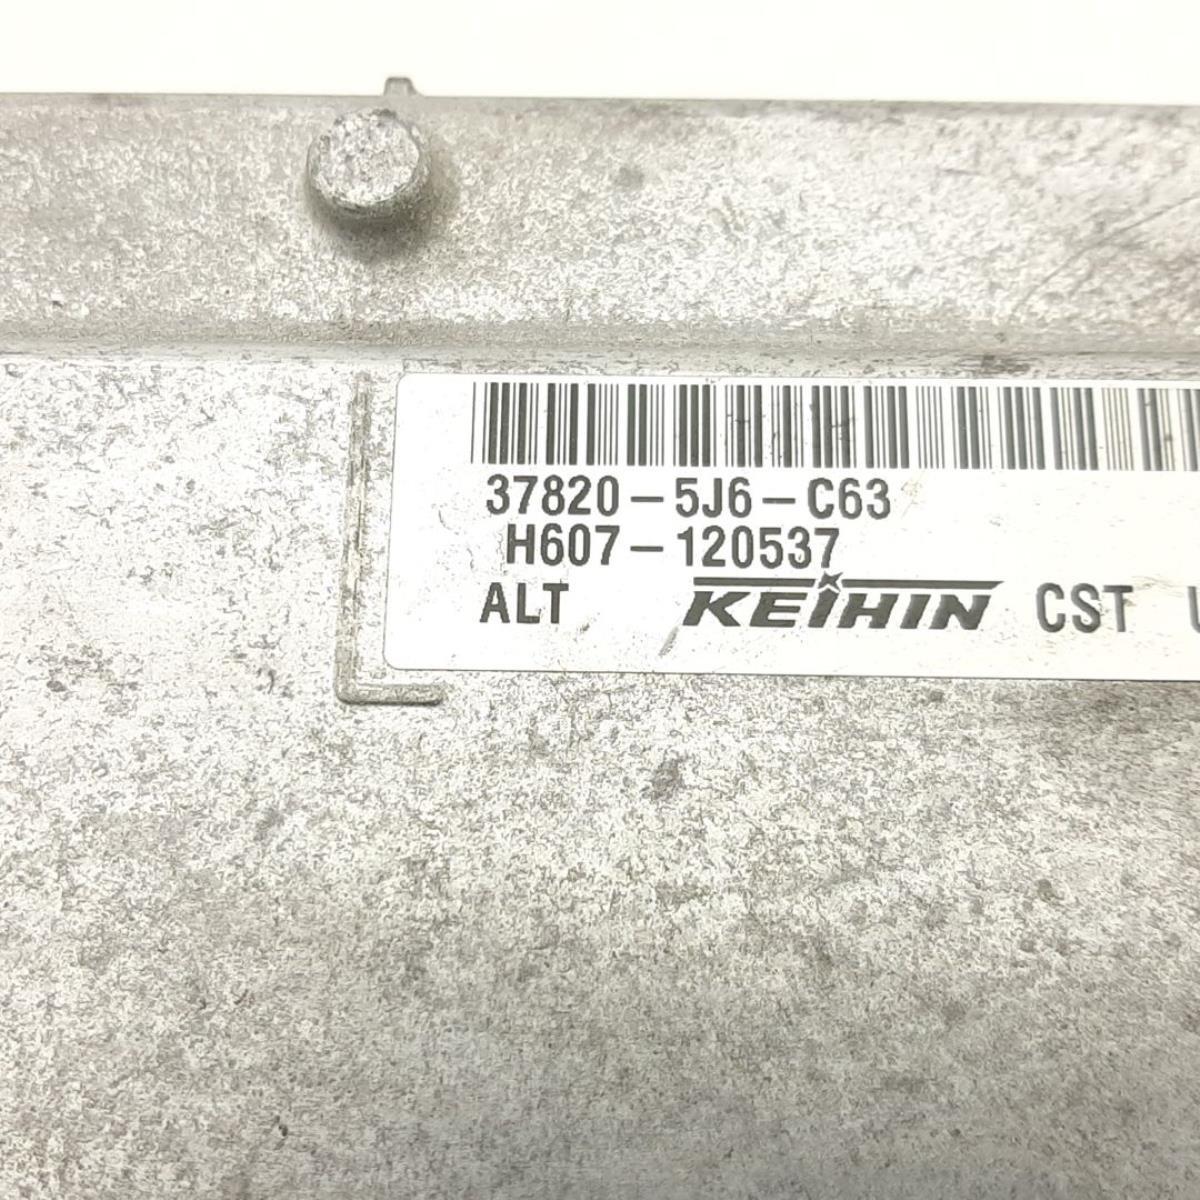 37820-5J6-C63
H607-120537
ALT KEIHIN CST